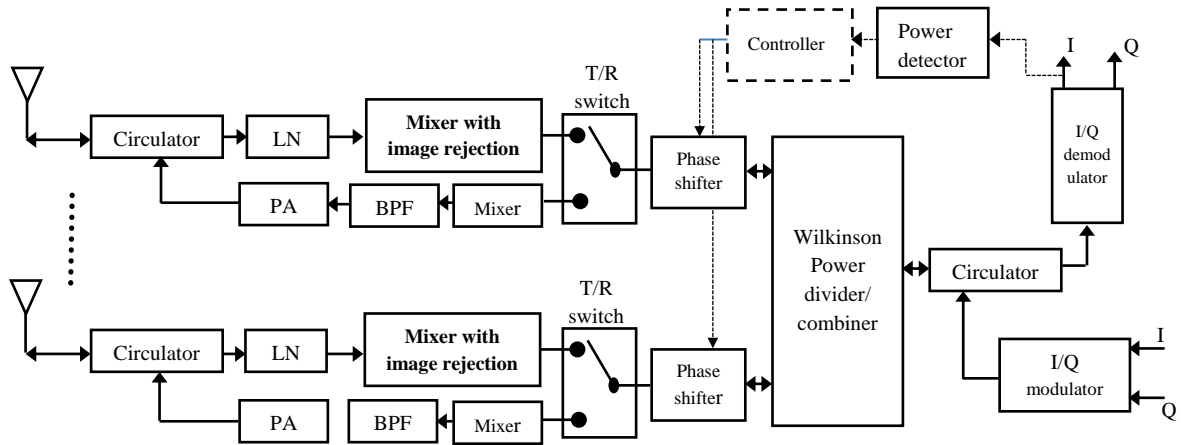 Controller
Power
detector
I
Q
T/R
switch
Circulator
LN
Mixer with
image rejection
Phase
shifter
I/Q
demod
ulator
PA
BPF
Mixer
Wilkinson
Power
divider/
combiner
Circulator
T/R
switch
Circulator
LN
Mixer with
image rejection
Phase
shifter
I/Q
modulator
I
Q
PA
BPF
Mixer